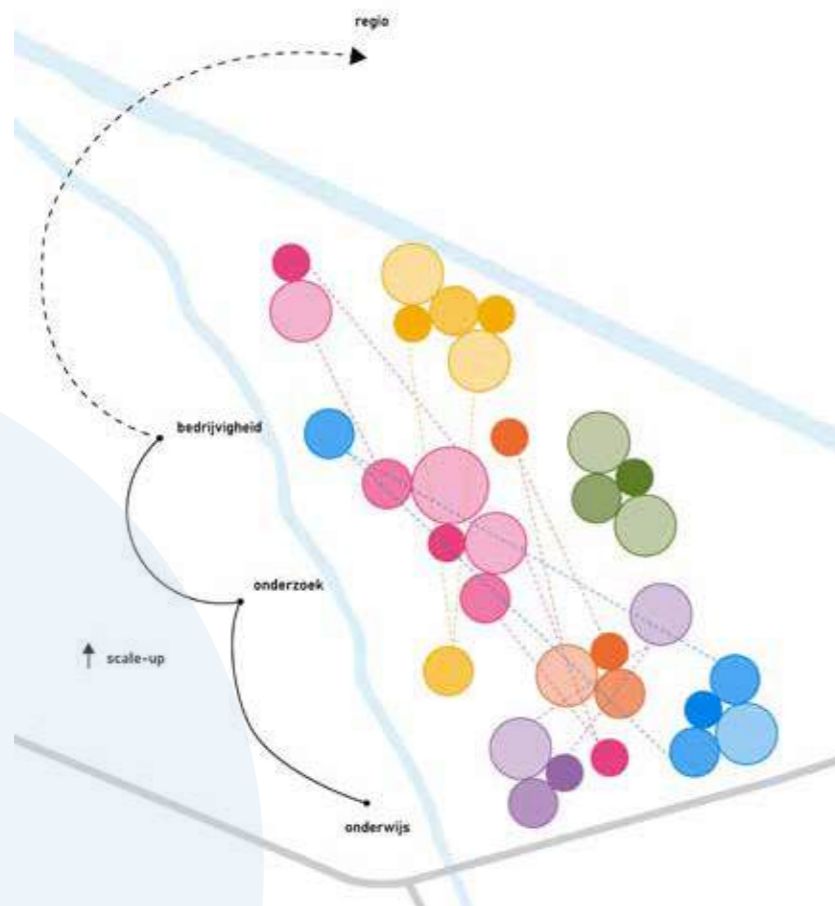 regio
bedrijvigheid
onderzoek
scale-up
onderwijs